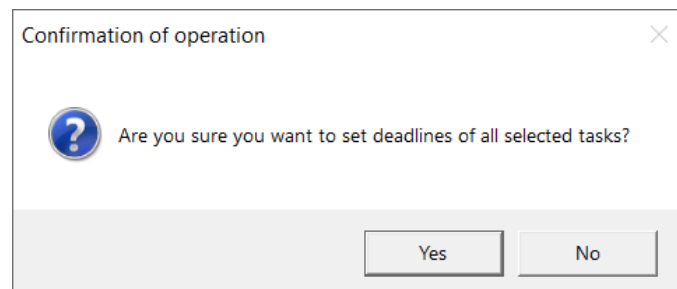 Confirmation of operation
Are you sure you want to set deadlines of all selected tasks?
Yes
No